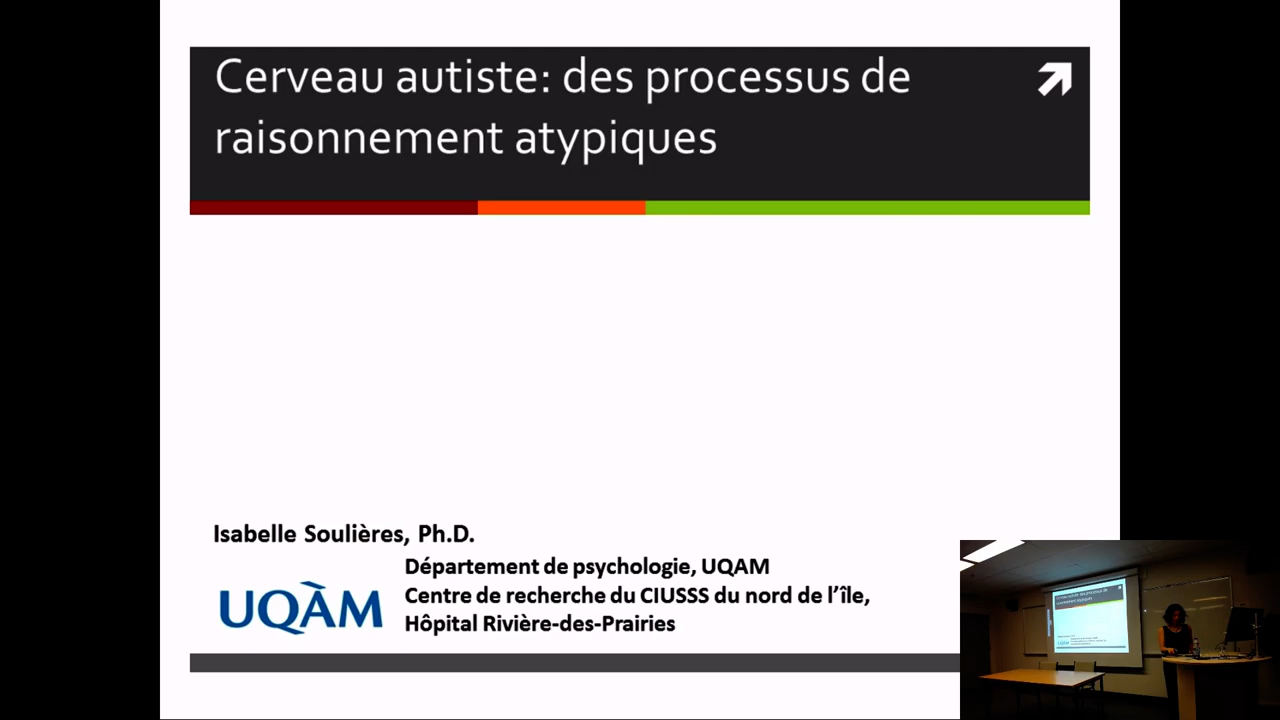 Cerveau autiste: des processus de
raisonnement atypiques
Isabelle Soulières, Ph.D.
Département de psychologie, UQAM
Centre de recherche du CIUSSS du nord de l'île,
Hôpital Rivière-des-Prairies
UQÀM